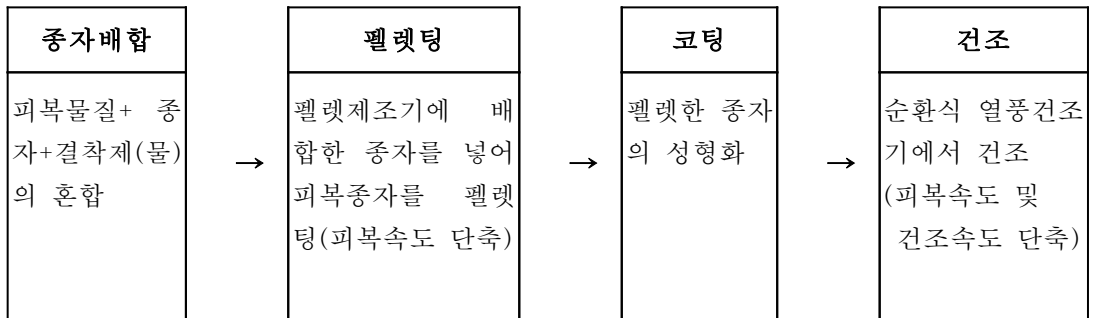 종자배합
피복물질+ 종
자+결착제(물)
의 혼합
→
펠렛팅
펠렛제조기에 배
합한 종자를 넣어
피복종자를 펠렛
팅(피복속도 단축)
→
코팅
펠렛한 종자
의 성형화
→
건조
순환식 열풍건조
기에서 건조
(피복속도 및
건조속도 단축)